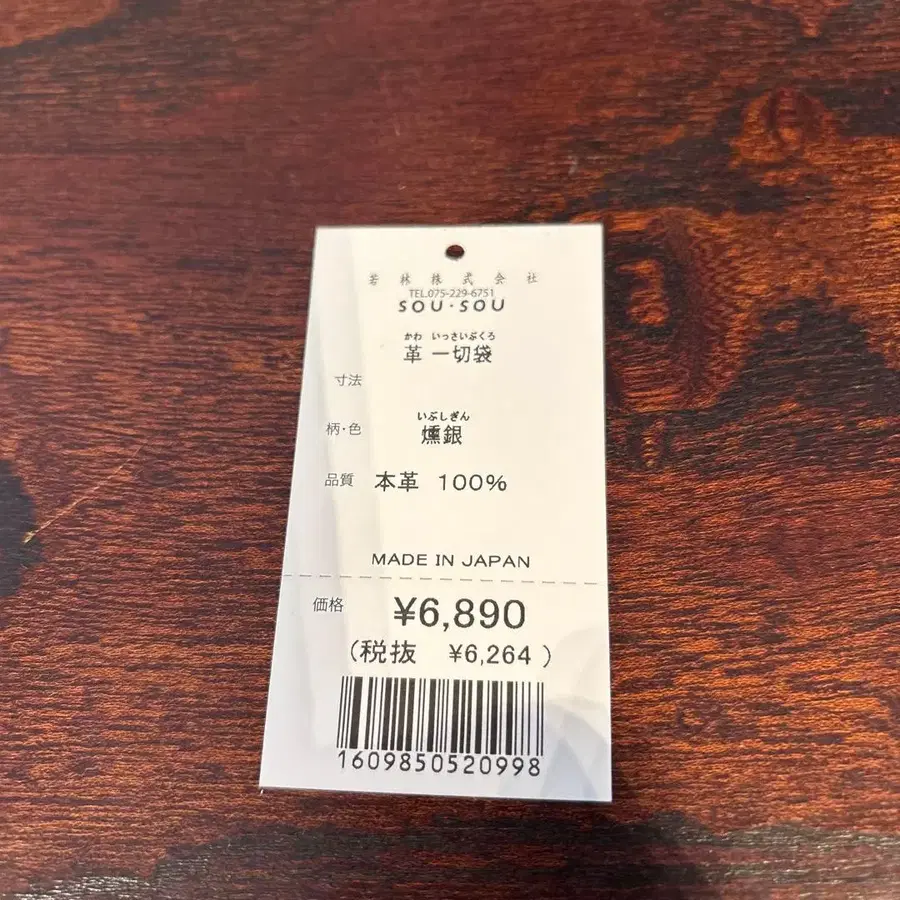 若林株式会社
TEL.075-229-6751
SOU・SOU
かわ いっさいぶくろ
革 一切袋
寸法
いぶしぎん
柄・色 燻銀
品質 本革 100%
MADE IN JAPAN
価格 ¥6,890
(税抜 ¥6,264)
1609850520998